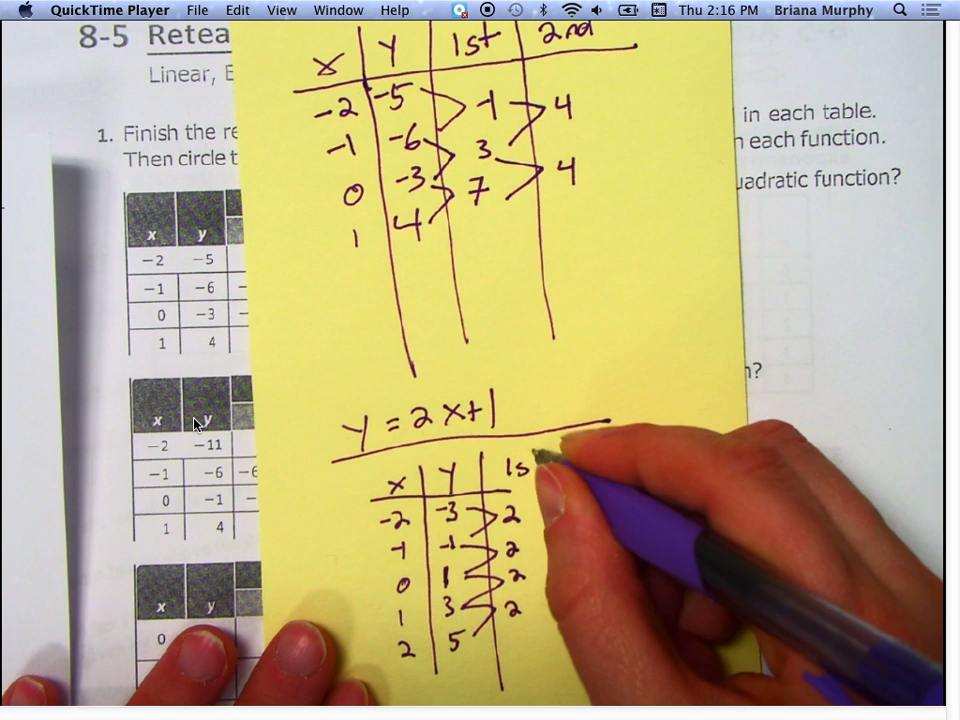 QuickTime Player File Edit View Window Help Thu 2:16 PM Briana Murphy
8-5 Retea
Linear, E
1. Finish the re
Then circle t
in each table.
n each function.
uadratic function?
x y
-2 -5
-1 -6
0 -3
1 4
x y
-2 -11
-1 -6 -6
0 -1
1 4
x y
0
n?
x y 1st 2nd
-2 -5 -1 4
-1 -6 3 4
0 -3 7
1 4
y = 2x+1
x y 1s
-2 -3 2
-1 -1 2
0 1 2
1 3 2
2 5